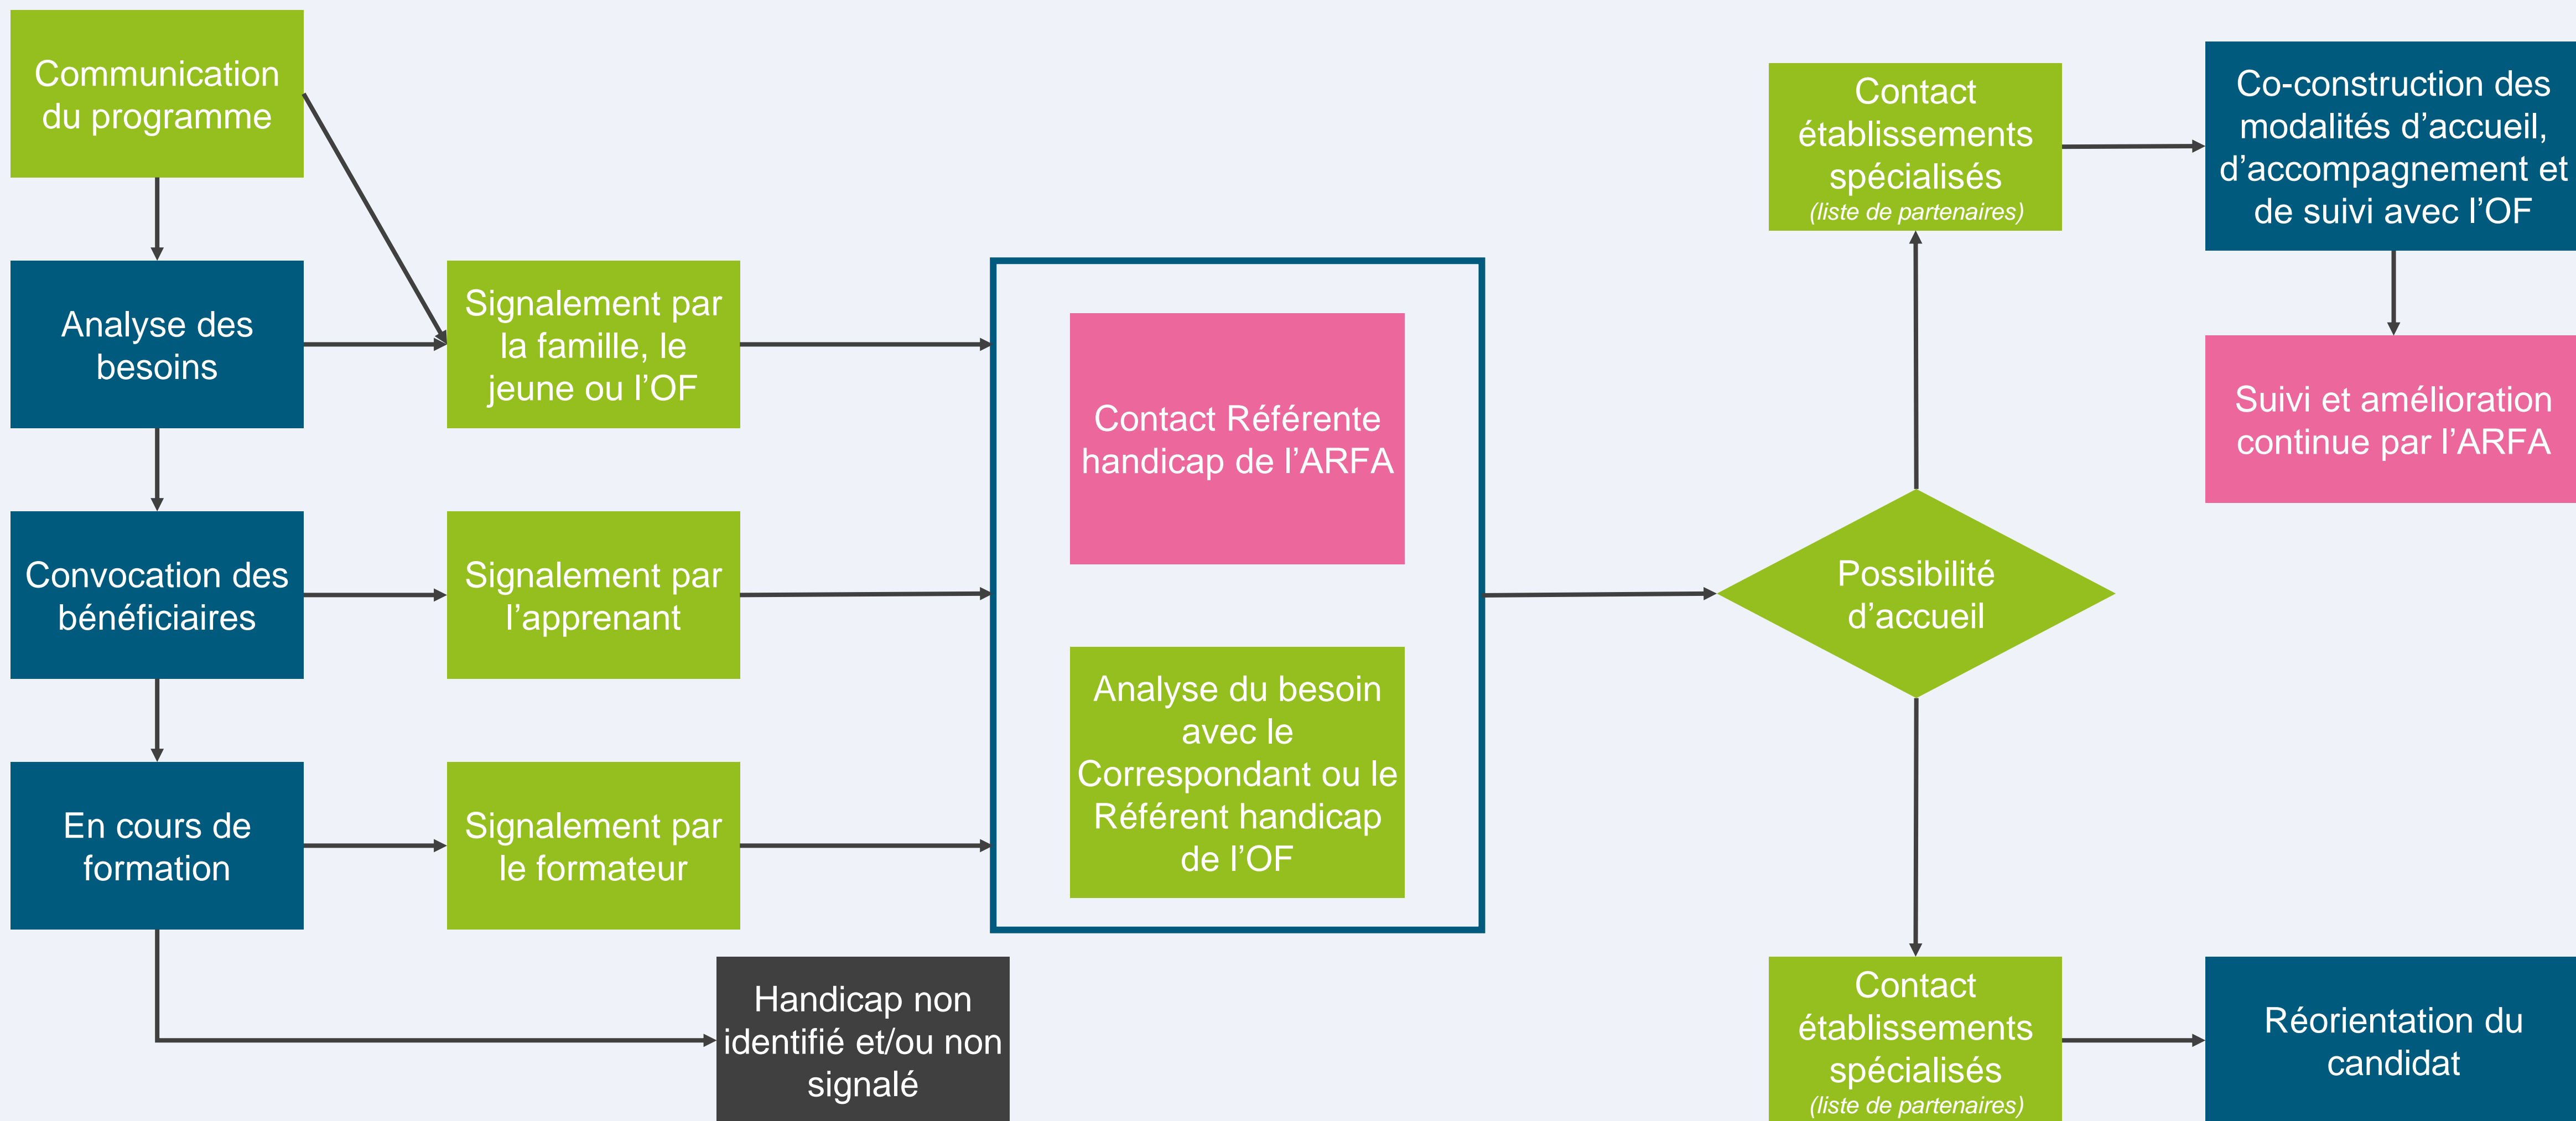 Communication
du programme
Analyse des
besoins
Convocation des
bénéficiaires
En cours de
formation
Signalement par
la famille, le
jeune ou l’OF
Signalement par
l’apprenant
Signalement par
le formateur
Handicap non
identifié et/ou non
signalé
Contact Référente
handicap de l’ARFA
Analyse du besoin
avec le
Correspondant ou le
Référent handicap
de l’OF
Possibilité
d’accueil
Contact
établissements
spécialisés
(liste de partenaires)
Co-construction des
modalités d’accueil,
d’accompagnement et
de suivi avec l’OF
Suivi et amélioration
continue par l’ARFA
Contact
établissements
spécialisés
(liste de partenaires)
Réorientation du
candidat